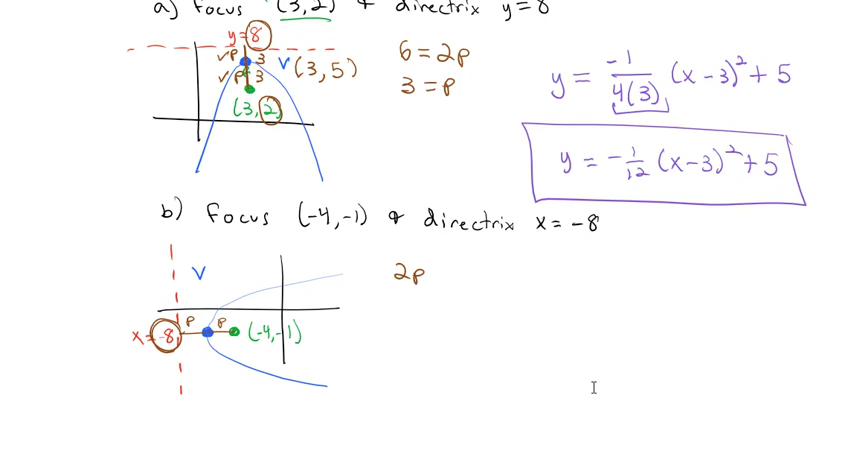 a) Focus (3,2) & directrix y=8
y=8
✓P 3
✓P 3
V (3,5)
(3,2)
6=2p
3=p
y = -1/4(3) (x-3)² + 5
y = -1/12 (x-3)² + 5
b) Focus (-4,-1) & directrix x=-8
V
2p
P P
x=-8
(-4,-1)